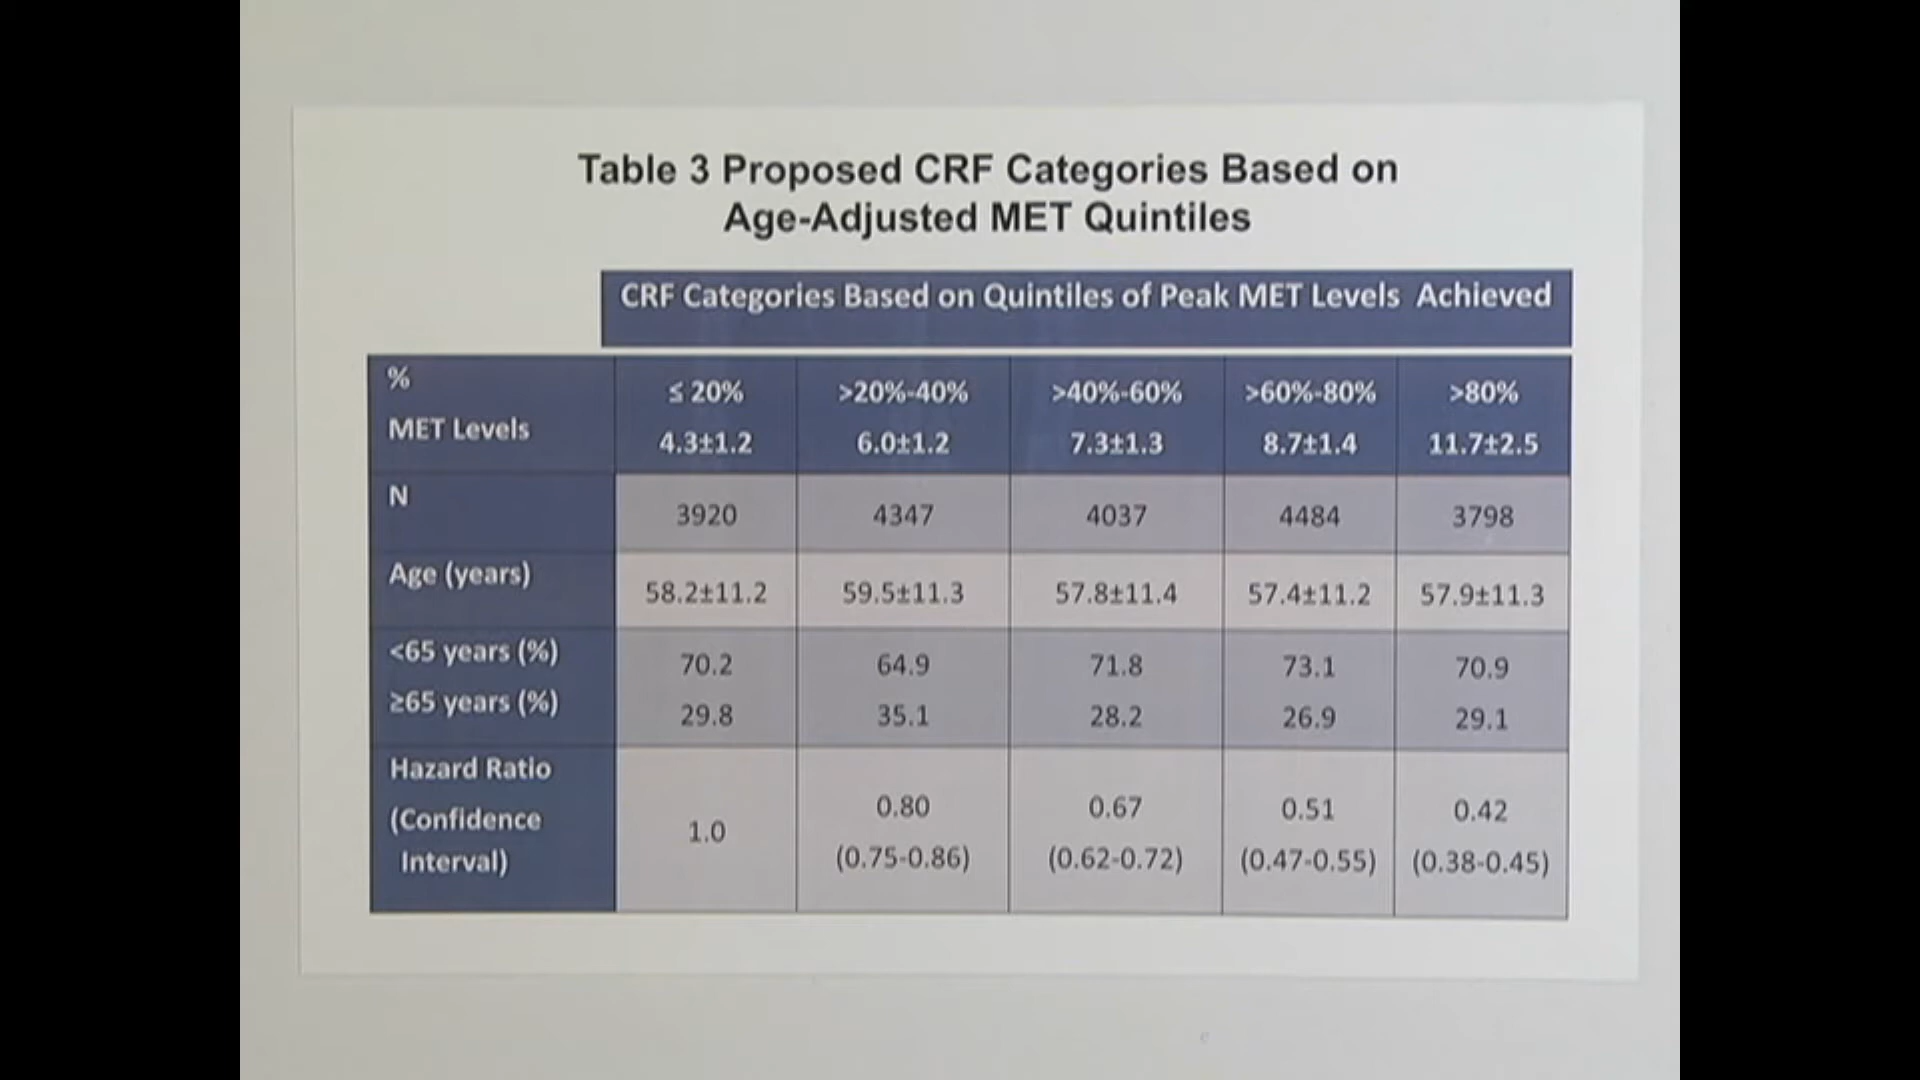 Table 3 Proposed CRF Categories Based on
Age-Adjusted MET Quintiles
CRF Categories Based on Quintiles of Peak MET Levels Achieved
% ≤ 20% >20%-40% >40%-60% >60%-80% >80%
MET Levels 4.3±1.2 6.0±1.2 7.3±1.3 8.7±1.4 11.7±2.5
N 3920 4347 4037 4484 3798
Age (years) 58.2±11.2 59.5±11.3 57.8±11.4 57.4±11.2 57.9±11.3
<65 years (%) 70.2 64.9 71.8 73.1 70.9
≥65 years (%) 29.8 35.1 28.2 26.9 29.1
Hazard Ratio 1.0 0.80 0.67 0.51 0.42
(Confidence (0.75-0.86) (0.62-0.72) (0.47-0.55) (0.38-0.45)
Interval)